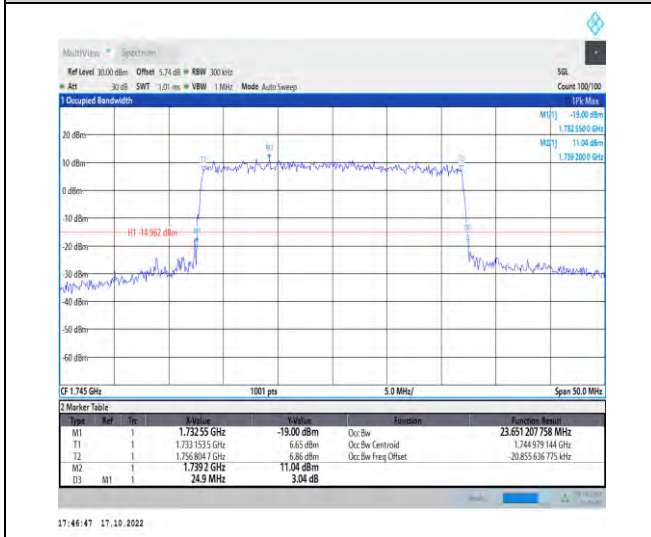 MultiView Spectrum
Ref Level 30.00 dBm Offset 5.74 dB RBW 300 kHz SGL
Att 30 dB SWT 1.01 ms VBW 1 MHz Mode Auto Sweep Count 100/100
1 Occupied Bandwidth 1Pk Max
M1[1] -19.00 dBm
1.732 550 0 GHz
M2[1] 11.04 dBm
1.739 200 0 GHz
20 dBm
M2
T1
10 dBm
0 dBm
-10 dBm
H1 -14.962 dBm
M1
-20 dBm
-30 dBm
-40 dBm
-50 dBm
-60 dBm
CF 1.745 GHz 1001 pts 5.0 MHz/ Span 50.0 MHz
2 Marker Table
Type Ref Trc X-Value Y-Value Function Function Result
M1 1 1.73255 GHz -19.00 dBm Occ Bw 23.651 207 758 MHz
T1 1 1.733 153 5 GHz 6.65 dBm Occ Bw Centroid 1.744 979 144 GHz
T2 1 1.756 804 7 GHz 6.86 dBm Occ Bw Freq Offset -20.855 636 775 kHz
M2 1 1.739 2 GHz 11.04 dBm
D3 M1 1 24.9 MHz 3.04 dB
17:46:47 17.10.2022